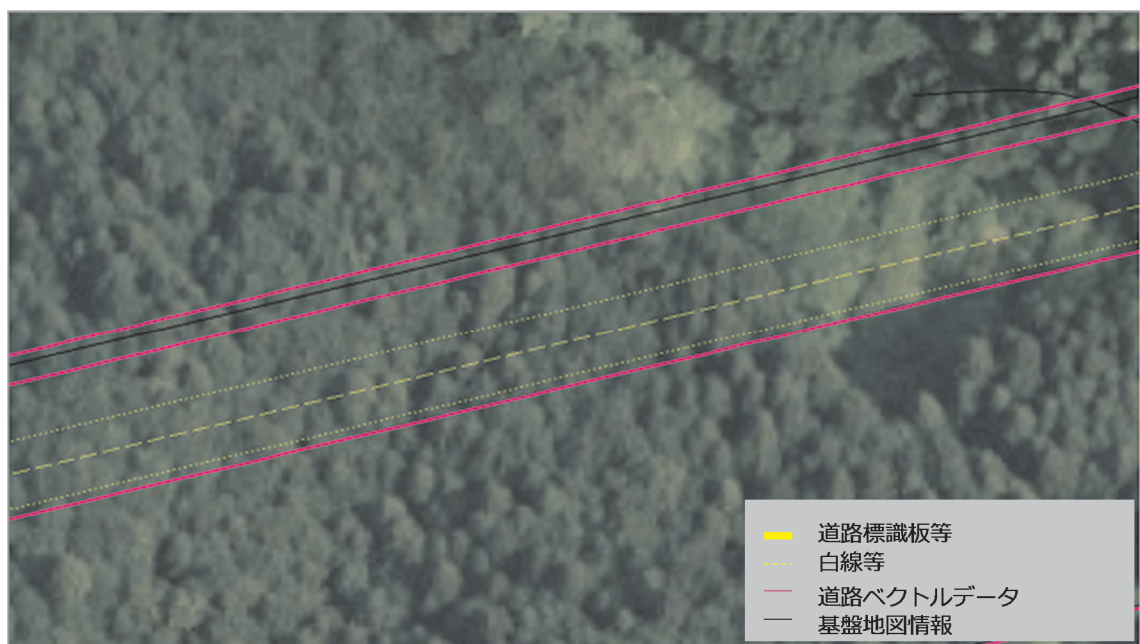 道路標識板等
白線等
道路ベクトルデータ
基盤地図情報